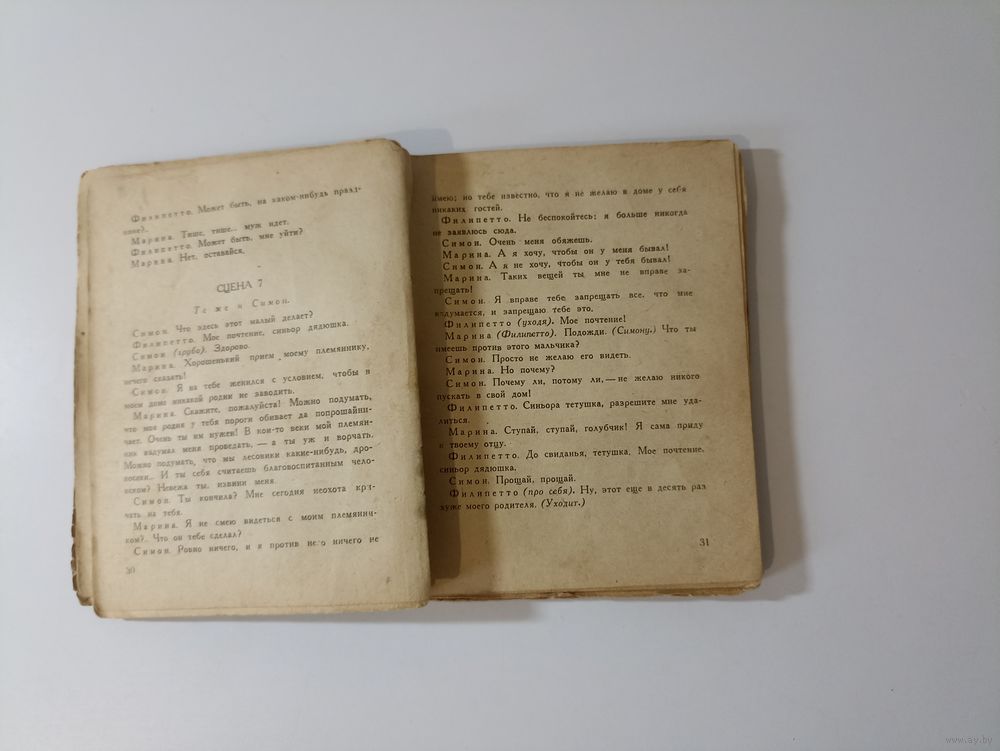 Филипетто. Может быть, на каком-нибудь празд-
нике?.
Марина. Тише, тише.. муж идет.
Филипетто. Может быть, мне уйти?
Марина. Нет, оставайся.
СЦЕНА 7
Те же и Симон.
Симон. Что здесь этот малый делает?
Филипетто. Мое почтение, синьор дядюшка.
Симон (грубо). Здорово.
Марина. Хорошенький прием моему племяннику,
нечего сказать!
Симон. Я на тебе женился с условием, чтобы в
моем доме никакой родни не заводить.
Марина. Скажите, пожалуйста! Можно подумать,
что моя родня у тебя пороги обивает да попрошайни-
чает. Очень ты им нужен! В кои-то веки мой племян-
ник вздумал меня проведать, — а ты уж и ворчать.
Можно подумать, что мы лесовики какие-нибудь, дро-
восеки.. И ты себя считаешь благовоспитанным чело-
веком? Невежа ты, извини меня.
Симон. Ты кончила? Мне сегодня неохота кри-
чать на тебя.
Марина. Я не смею видеться с моим племянни-
ком?.. Что он тебе сделал?
Симон. Ровно ничего, и я против него ничего не
30
имею; но тебе известно, что я не желаю в доме у себя
никаких гостей.
Филипетто. Не беспокойтесь: я больше никогда
не заявлюсь сюда.
Симон. Очень меня обяжешь.
Марина. А я хочу, чтобы он у меня бывал!
Симон. А я не хочу, чтобы он у тебя бывал!
Марина. Таких вещей ты мне не вправе за-
прещать!
Симон. Я вправе тебе запрещать все, что мне
вздумается, и запрещаю тебе это.
Филипетто (уходя). Мое почтение!
Марина (Филипетто). Подожди. (Симону.) Что ты
имеешь против этого мальчика?
Симон. Просто не желаю его видеть.
Марина. Но почему?
Симон. Почему ли, потому ли, — не желаю никого
пускать в свой дом!
Филипетто. Синьора тетушка, разрешите мне уда-
литься.
Марина. Ступай, ступай, голубчик! Я сама приду
к твоему отцу.
Филипетто. До свиданья, тетушка. Мое почтение,
синьор дядюшка.
Симон. Прощай, прощай.
Филипетто (про себя). Ну, этот еще в десять раз
хуже моего родителя. (Уходит.)
31
www.ay.by